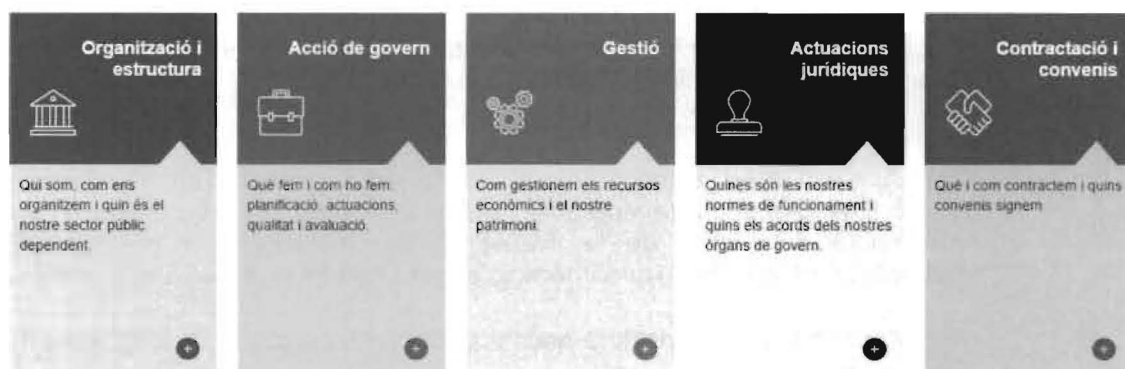 Organització i
estructura
Qui som, com ens
organitzem i quin és el
nostre sector públic
dependent.
Acció de govern
Què fem i com ho fem:
planificació, actuacions,
qualitat i avaluació.
Gestió
Com gestionem els recursos
econòmics i el nostre
patrimoni.
Actuacions
jurídiques
Quines són les nostres
normes de funcionament i
quins els acords dels nostres
òrgans de govern.
Contractació i
convenis
Què i com contractem i quins
convenis signem